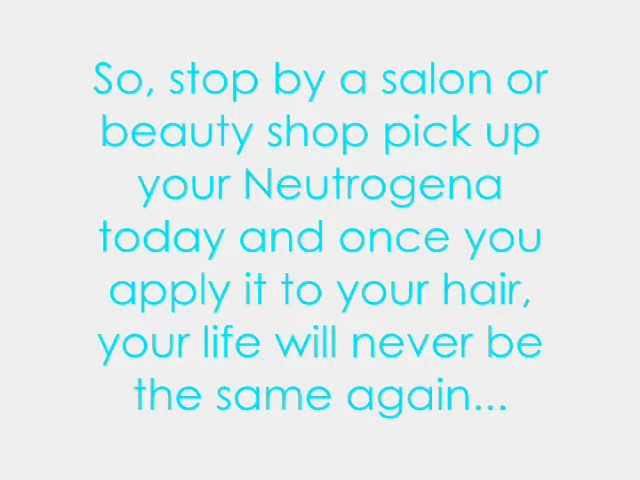 So, stop by a salon or
beauty shop pick up
your Neutrogena
today and once you
apply it to your hair,
your life will never be
the same again...